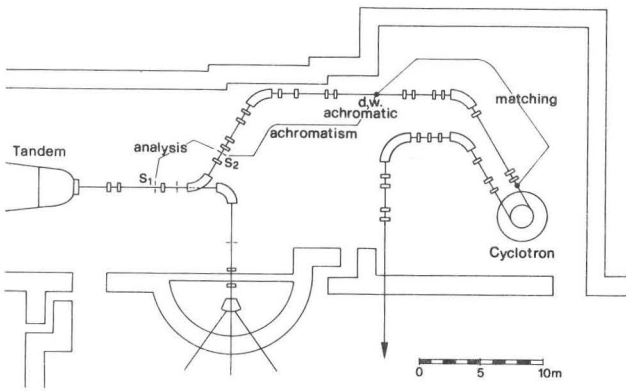 d,w.
achromatic
matching
analysis
achromatism
Tandem
S1
S2
Cyclotron
0 5 10m